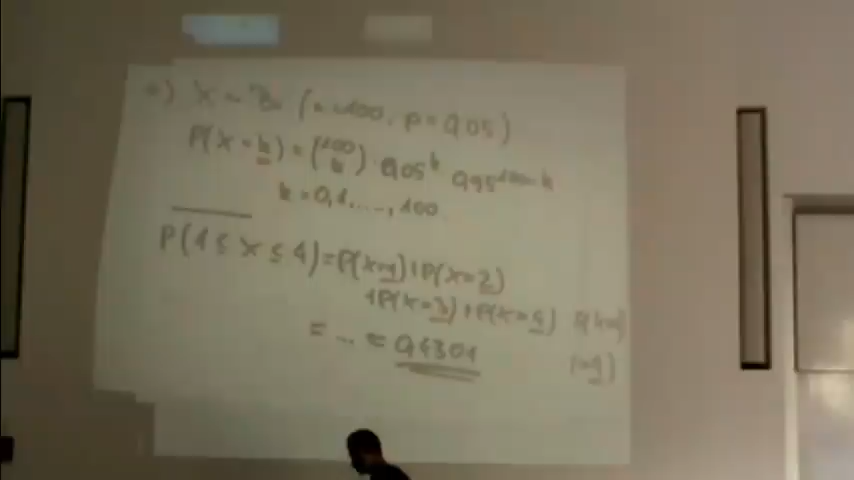 X ~ Bi (n=100, p=0,05)
P(X=k) = (100 k) · 0,05^k 0,95^100-k
k=0,1,...., 100
P(1≤X≤4)=P(X=1)+P(X=2)
+P(X=3)+P(X=4)
= ... = 0,4301